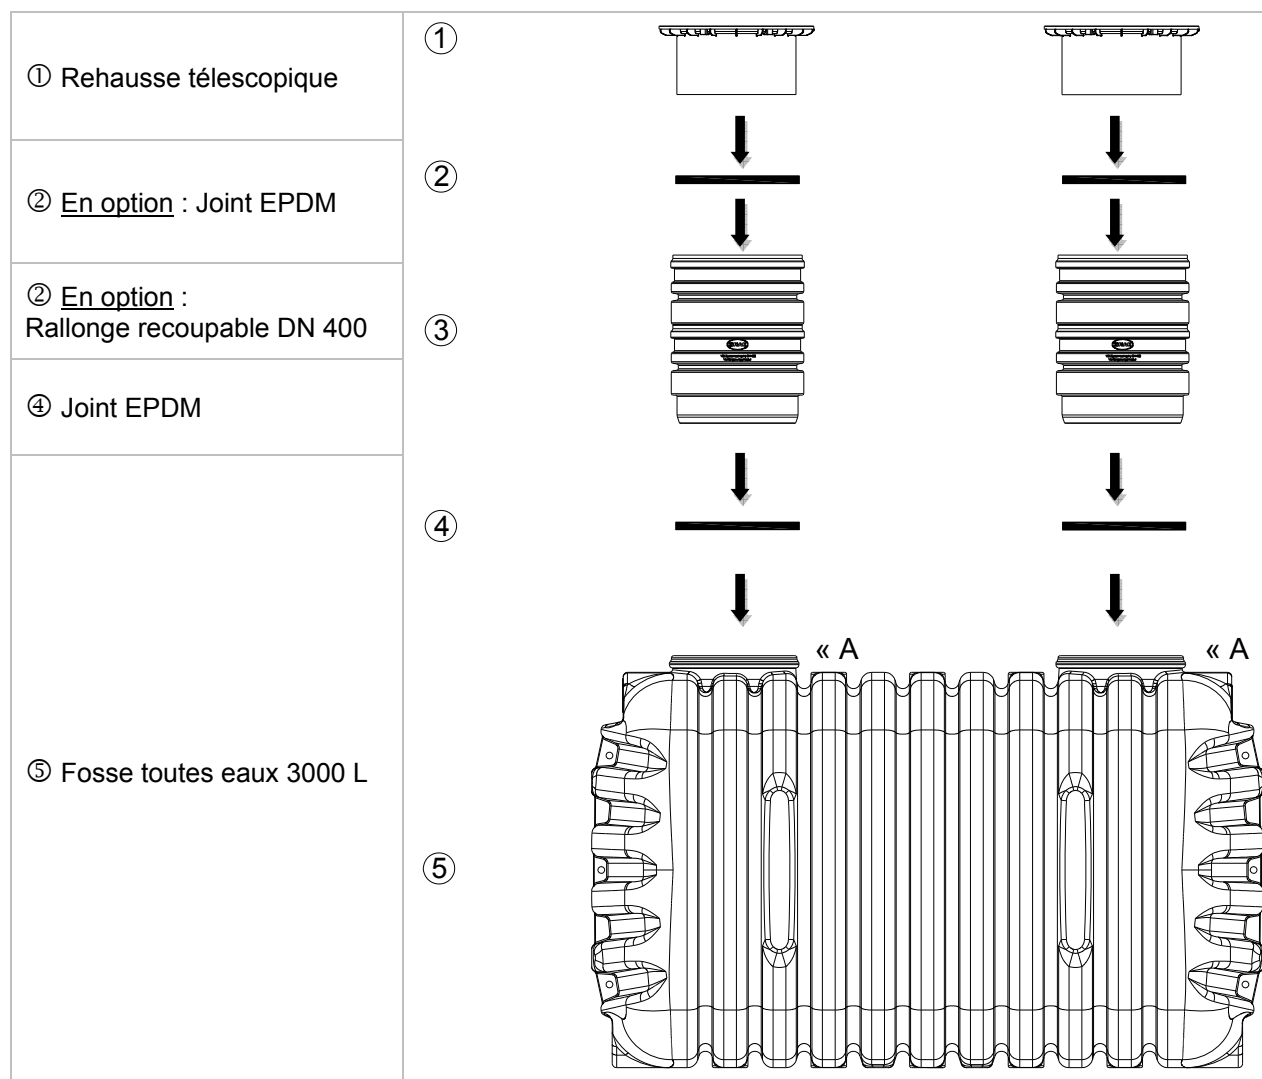 ① Rehausse télescopique
② En option : Joint EPDM
② En option :
Rallonge recoupable DN 400
④ Joint EPDM
⑤ Fosse toutes eaux 3000 L
①
②
③
④
« A
« A
⑤